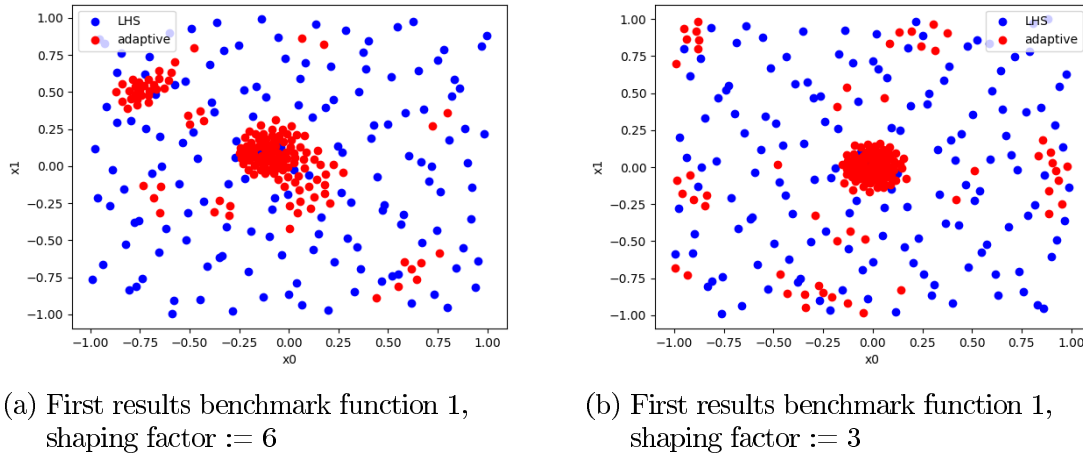 LHS
adaptive
1.00
0.75
0.50
0.25
0.00
−0.25
−0.50
−0.75
−1.00
x1
−1.00 −0.75 −0.50 −0.25 0.00 0.25 0.50 0.75 1.00
x0
(a) First results benchmark function 1,
shaping factor := 6
LHS
adaptive
1.00
0.75
0.50
0.25
0.00
−0.25
−0.50
−0.75
−1.00
x1
−1.00 −0.75 −0.50 −0.25 0.00 0.25 0.50 0.75 1.00
x0
(b) First results benchmark function 1,
shaping factor := 3